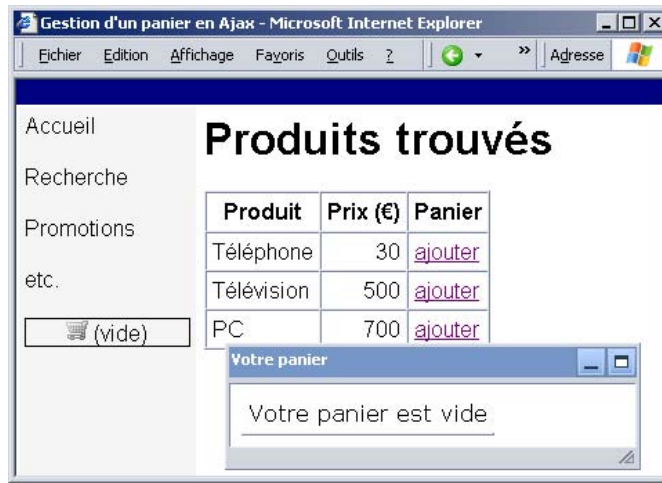 Gestion d'un panier en Ajax - Microsoft Internet Explorer
Fichier Edition Affichage Favoris Outils ? » Adresse
Accueil
Recherche
Promotions
etc.
(vide)
Produits trouvés
Produit Prix (€) Panier
Téléphone 30 ajouter
Télévision 500 ajouter
PC 700 ajouter
Votre panier
Votre panier est vide